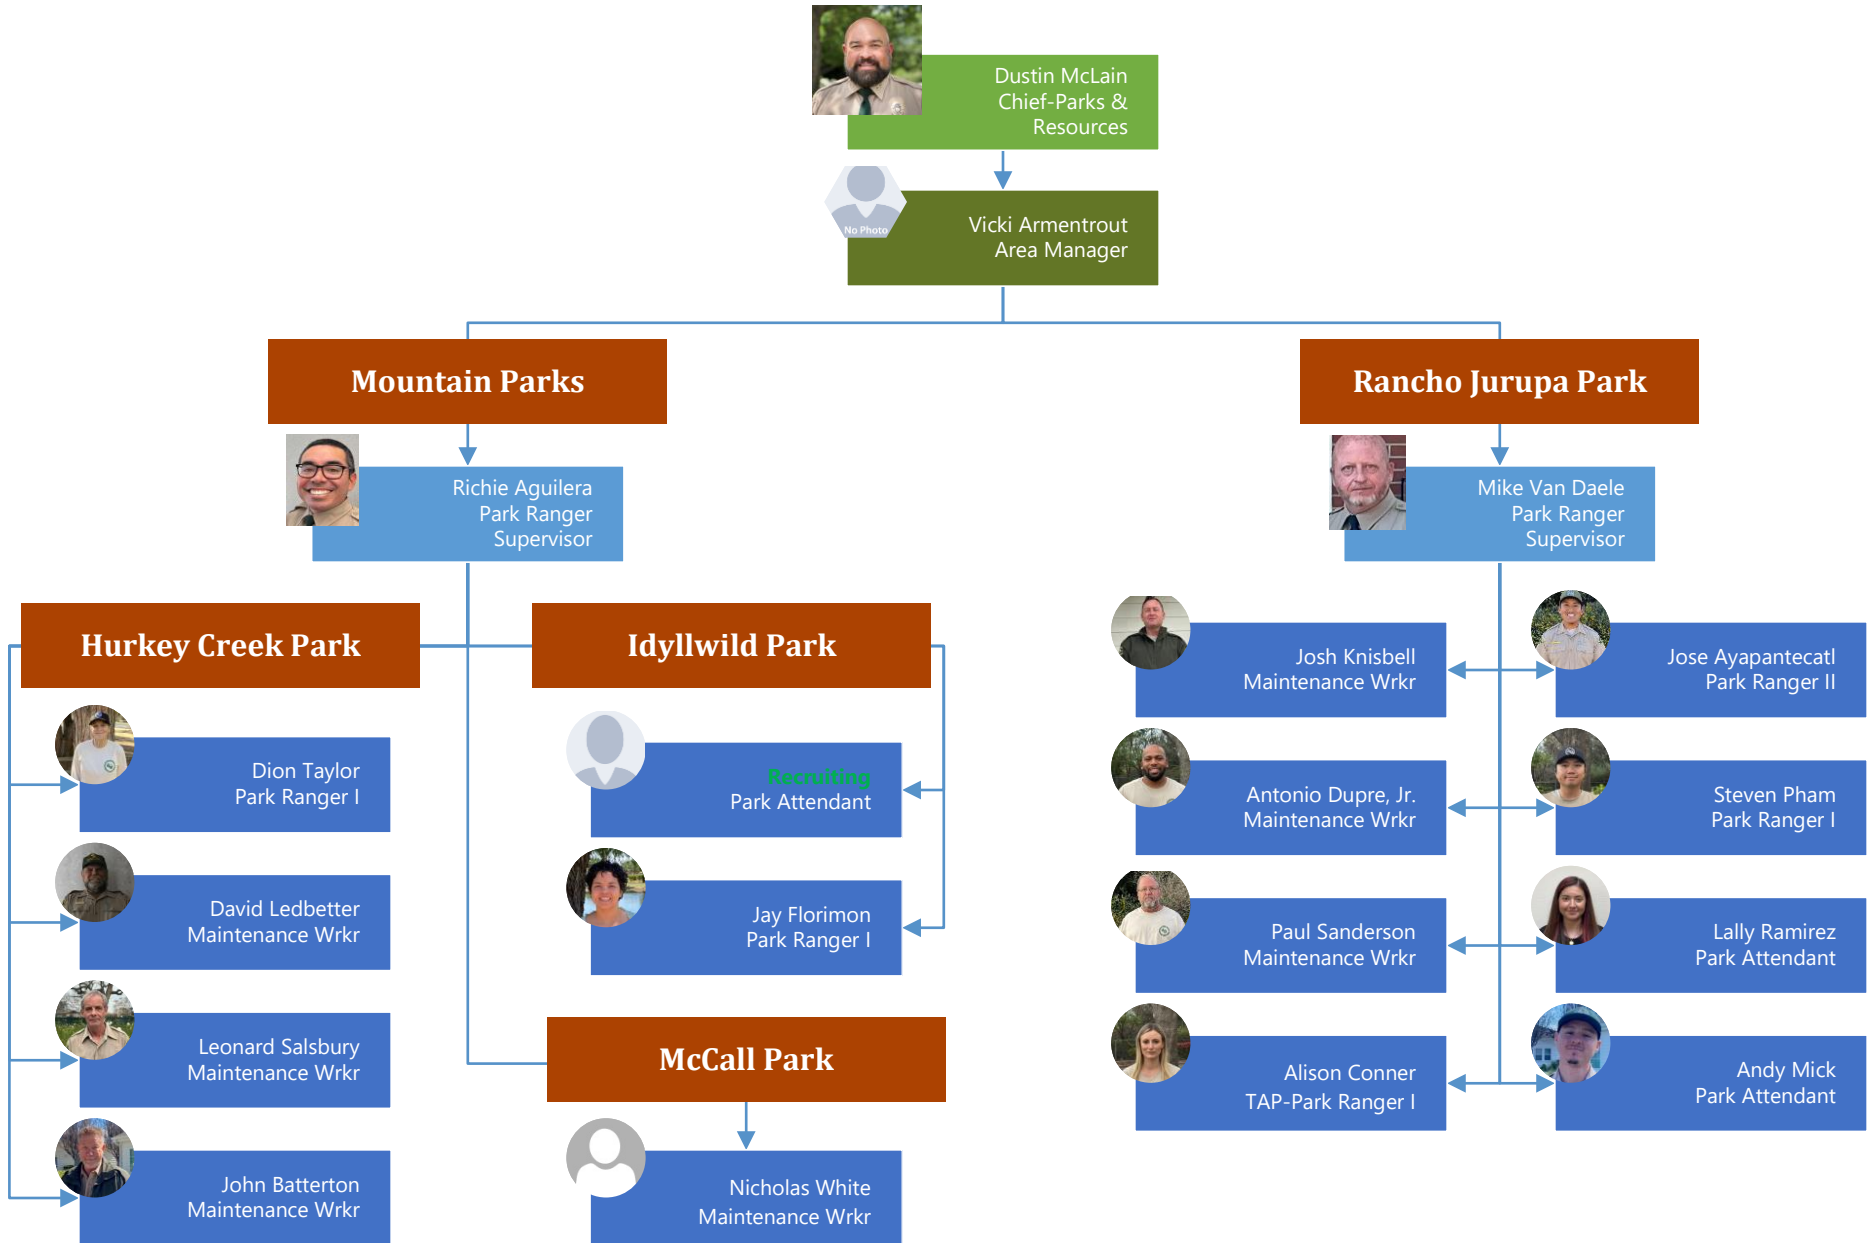 Dustin McLain
Chief-Parks &
Resources
No Photo
Vicki Armentrout
Area Manager
Mountain Parks
Rancho Jurupa Park
Richie Aguilera
Park Ranger
Supervisor
Mike Van Daele
Park Ranger
Supervisor
Hurkey Creek Park
Dion Taylor
Park Ranger I
David Ledbetter
Maintenance Wrkr
Leonard Salsbury
Maintenance Wrkr
John Batterton
Maintenance Wrkr
Idyllwild Park
Recruiting
Park Attendant
Jay Florimon
Park Ranger I
McCall Park
Nicholas White
Maintenance Wrkr
Josh Knisbell
Maintenance Wrkr
Antonio Dupre, Jr.
Maintenance Wrkr
Paul Sanderson
Maintenance Wrkr
Alison Conner
TAP-Park Ranger I
Jose Ayapantecatl
Park Ranger II
Steven Pham
Park Ranger I
Lally Ramirez
Park Attendant
Andy Mick
Park Attendant